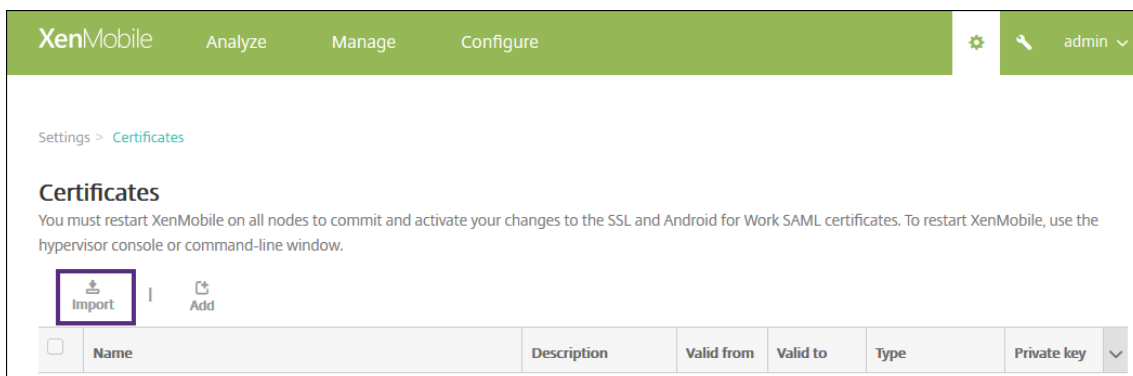 XenMobile Analyze Manage Configure admin
Settings > Certificates
Certificates
You must restart XenMobile on all nodes to commit and activate your changes to the SSL and Android for Work SAML certificates. To restart XenMobile, use the
hypervisor console or command-line window.
Import | Add
Name Description Valid from Valid to Type Private key